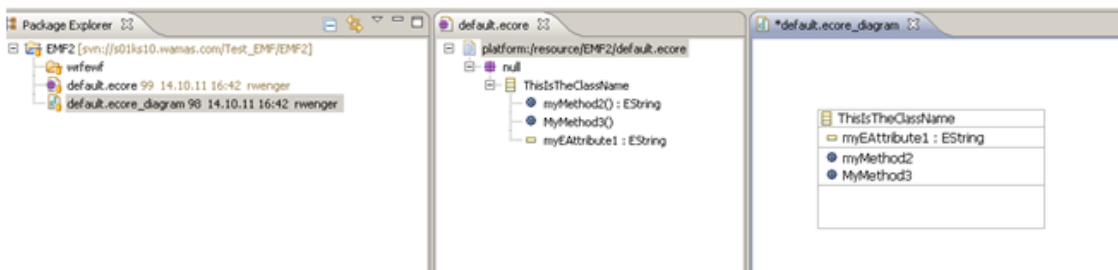 Package Explorer
EMF2 [svn://s01ks10.wamas.com/Test_EMF/EMF2]
wrfewf
default.ecore 99 14.10.11 16:42 rwenger
default.ecore_diagram 98 14.10.11 16:42 rwenger
default.ecore
platform:/resource/EMF2/default.ecore
null
ThisIsTheClassName
myMethod2() : EString
MyMethod3()
myEAttribute1 : EString
*default.ecore_diagram
ThisIsTheClassName
myEAttribute1 : EString
myMethod2
MyMethod3